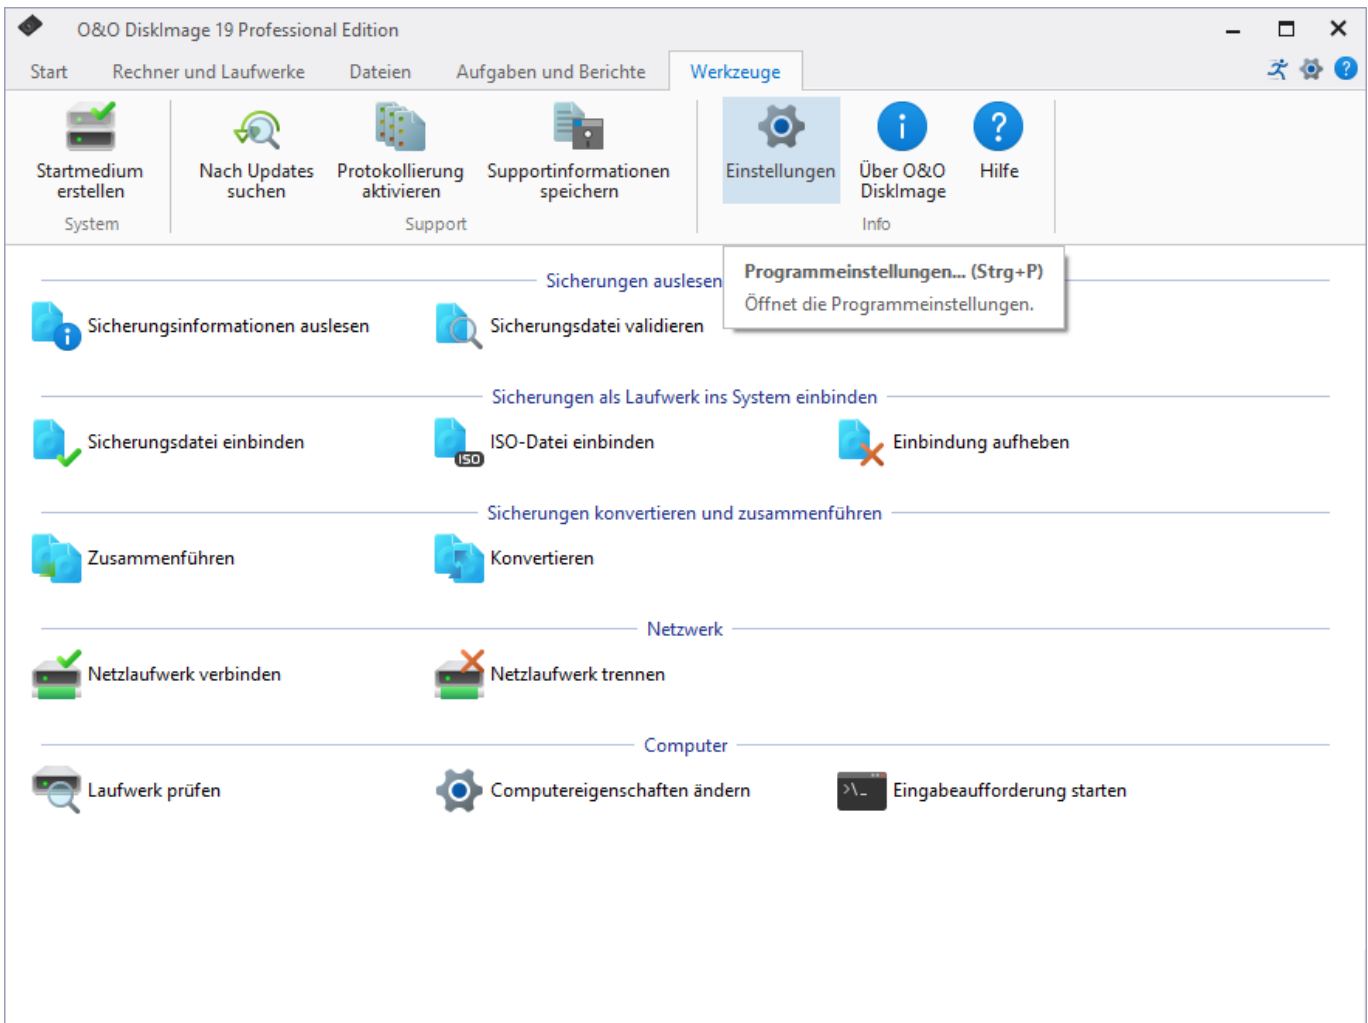 O&O DiskImage 19 Professional Edition
Start Rechner und Laufwerke Dateien Aufgaben und Berichte Werkzeuge
Startmedium erstellen
Nach Updates suchen
Protokollierung aktivieren
Supportinformationen speichern
Einstellungen
Über O&O DiskImage
Hilfe
System Support Info
Programmeinstellungen... (Strg+P)
Öffnet die Programmeinstellungen.
Sicherungen auslesen
Sicherungsinformationen auslesen Sicherungsdatei validieren
Sicherungen als Laufwerk ins System einbinden
Sicherungsdatei einbinden ISO ISO-Datei einbinden Einbindung aufheben
Sicherungen konvertieren und zusammenführen
Zusammenführen Konvertieren
Netzwerk
Netzlaufwerk verbinden Netzlaufwerk trennen
Computer
Laufwerk prüfen Computereigenschaften ändern Eingabeaufforderung starten